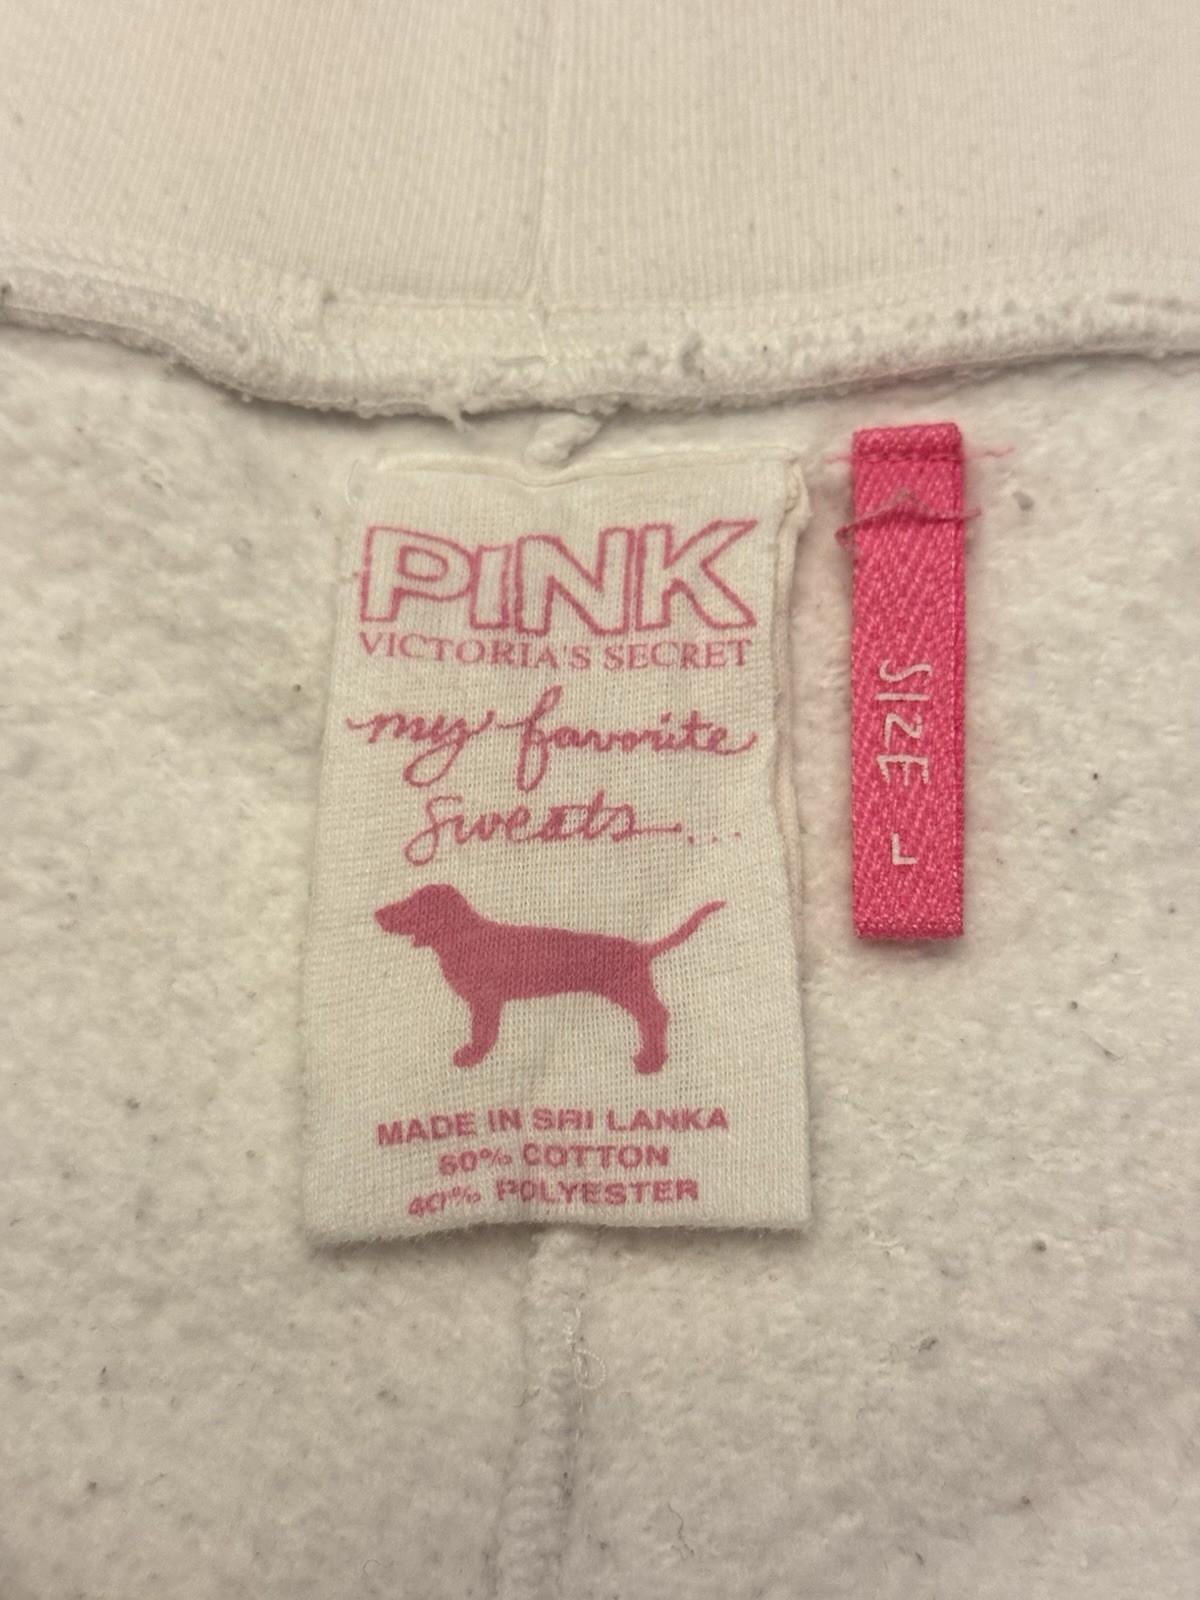 PINK
VICTORIA'S SECRET
my favorite
sweats...
MADE IN SRI LANKA
60% COTTON
40% POLYESTER
SIZE L